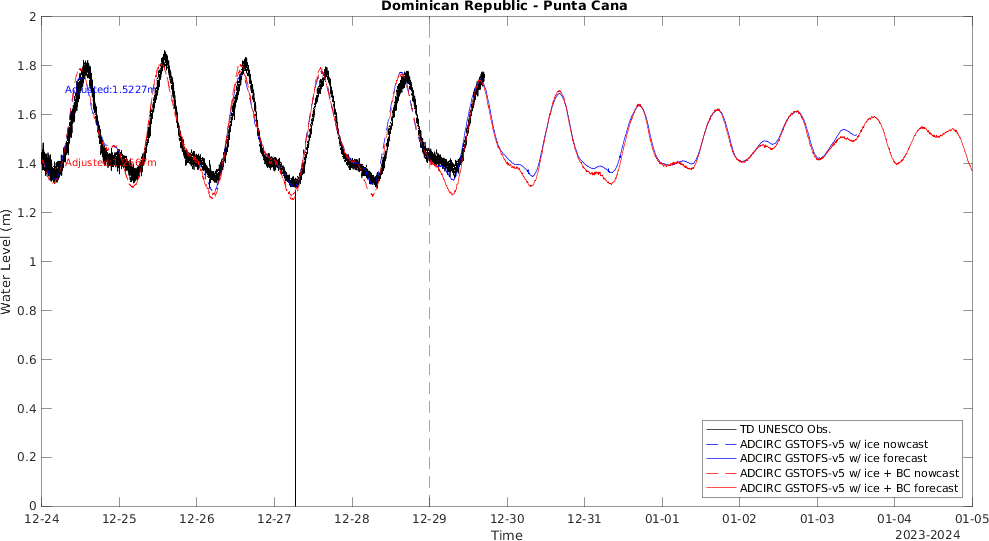 Dominican Republic - Punta Cana
2
1.8
1.6
1.4
1.2
1
0.8
0.6
0.4
0.2
0
Water Level (m)
Adjusted:1.5227m
12-24
12-25
12-26
12-27
12-28
12-29
12-30
12-31
01-01
01-02
01-03
01-04
01-05
Time
2023-2024
TD UNESCO Obs.
ADCIRC GSTOFS-v5 w/ ice nowcast
ADCIRC GSTOFS-v5 w/ ice forecast
ADCIRC GSTOFS-v5 w/ ice + BC nowcast
ADCIRC GSTOFS-v5 w/ ice + BC forecast